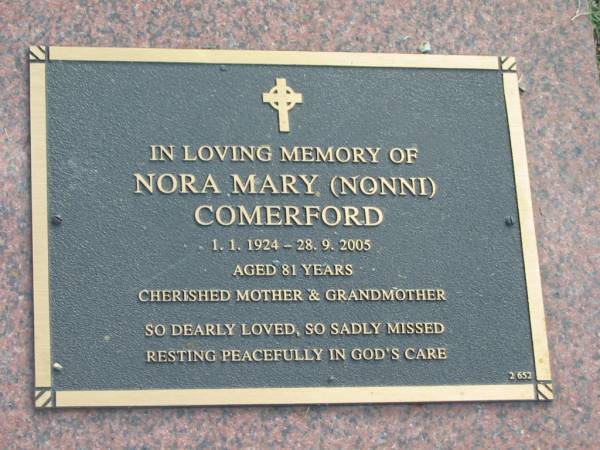 IN LOVING MEMORY OF
NORA MARY (NONNI)
COMERFORD
1. 1. 1924 – 28. 9. 2005
AGED 81 YEARS
CHERISHED MOTHER & GRANDMOTHER
SO DEARLY LOVED, SO SADLY MISSED
RESTING PEACEFULLY IN GOD'S CARE
2 652